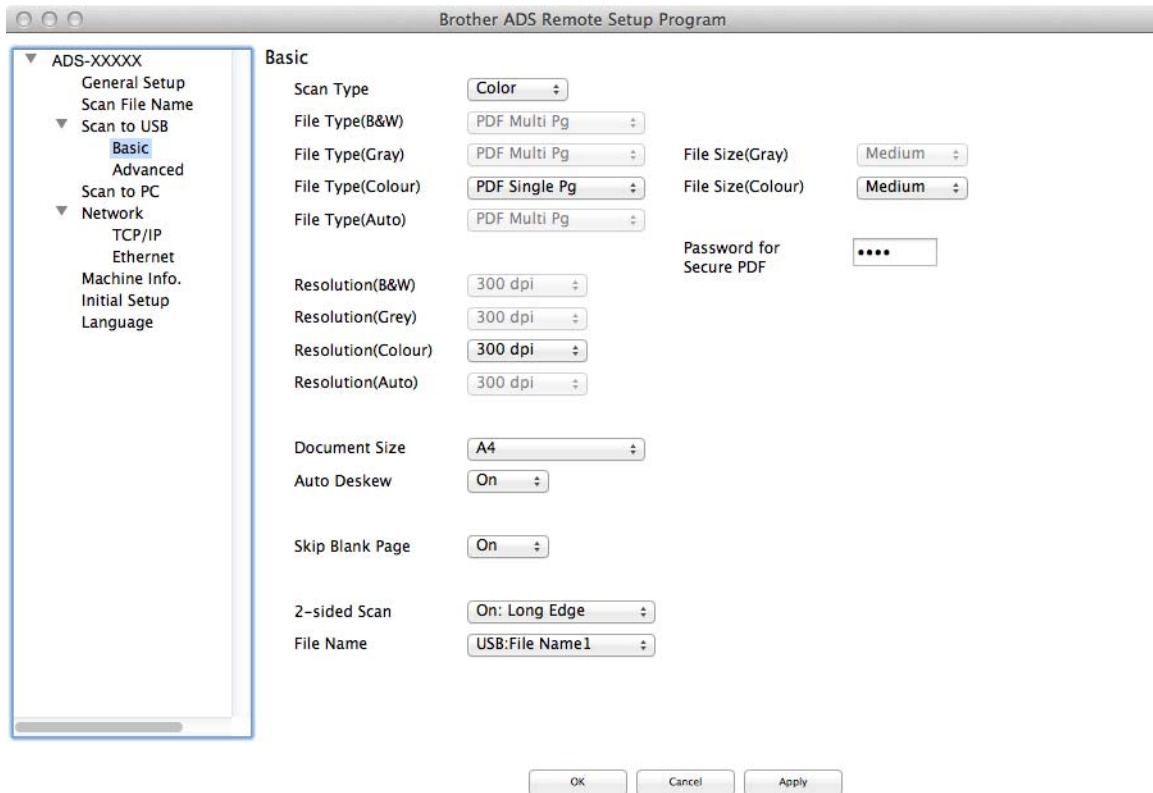 Brother ADS Remote Setup Program
ADS-XXXXX
General Setup
Scan File Name
Scan to USB
Basic
Advanced
Scan to PC
Network
TCP/IP
Ethernet
Machine Info.
Initial Setup
Language
Basic
Scan Type Color
File Type(B&W) PDF Multi Pg
File Type(Gray) PDF Multi Pg File Size(Gray) Medium
File Type(Colour) PDF Single Pg File Size(Colour) Medium
File Type(Auto) PDF Multi Pg
Password for
Secure PDF ••••
Resolution(B&W) 300 dpi
Resolution(Grey) 300 dpi
Resolution(Colour) 300 dpi
Resolution(Auto) 300 dpi
Document Size A4
Auto Deskew On
Skip Blank Page On
2-sided Scan On: Long Edge
File Name USB:File Name1
OK Cancel Apply